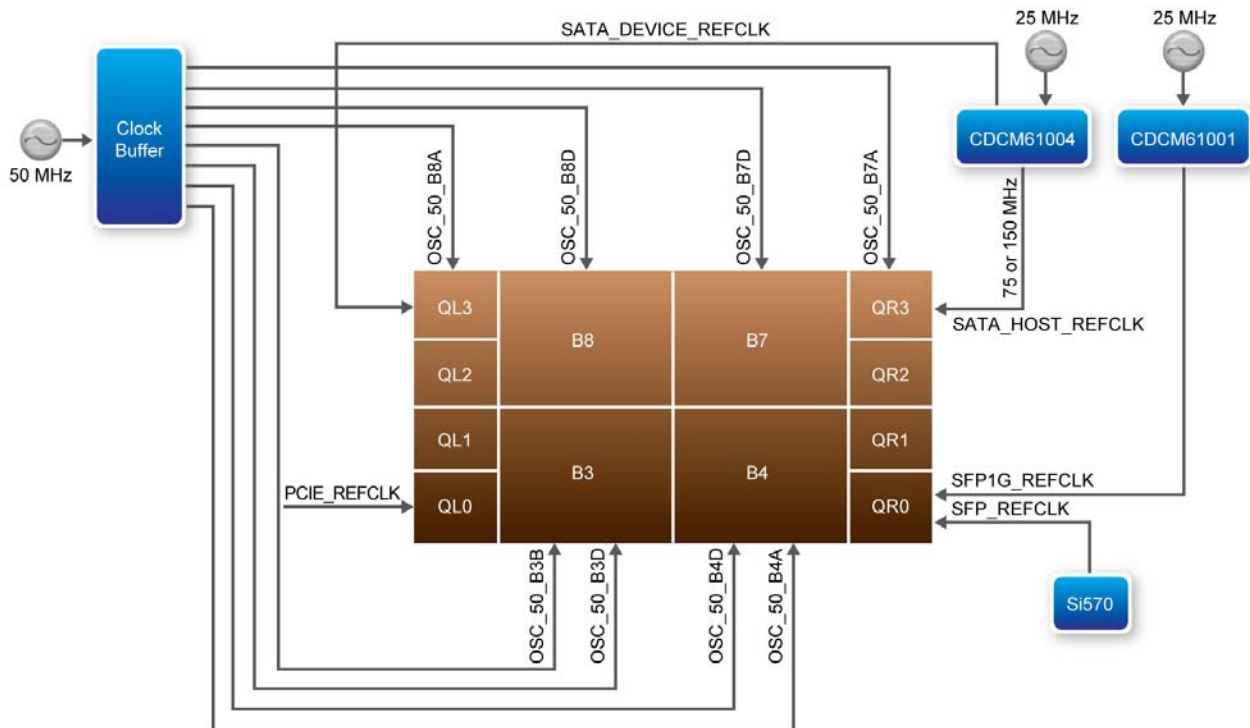 25 MHz
25 MHz
SATA_DEVICE_REFCLK
Clock
Buffer
50 MHz
CDCM61004
CDCM61001
OSC_50_B8A
OSC_50_B8D
OSC_50_B7D
OSC_50_B7A
75 or 150 MHz
QL3
B8
B7
QR3
SATA_HOST_REFCLK
QL2
QR2
QL1
B3
B4
QR1
PCIE_REFCLK
QL0
QR0
SFP1G_REFCLK
SFP_REFCLK
OSC_50_B3B
OSC_50_B3D
OSC_50_B4D
OSC_50_B4A
Si570